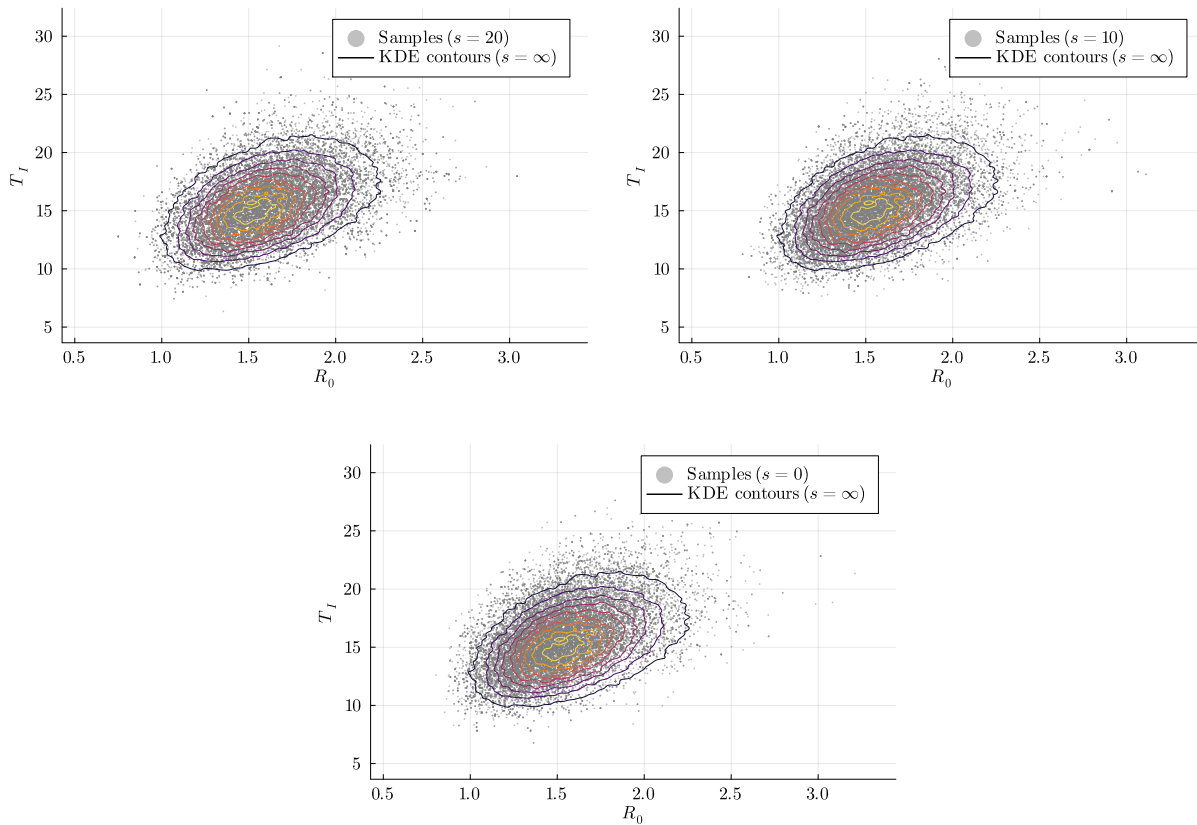 30
25
20
15
10
5
T_I
0.5 1.0 1.5 2.0 2.5 3.0
R_0
Samples (s = 20)
KDE contours (s = ∞)
30
25
20
15
10
5
T_I
0.5 1.0 1.5 2.0 2.5 3.0
R_0
Samples (s = 10)
KDE contours (s = ∞)
30
25
20
15
10
5
T_I
0.5 1.0 1.5 2.0 2.5 3.0
R_0
Samples (s = 0)
KDE contours (s = ∞)